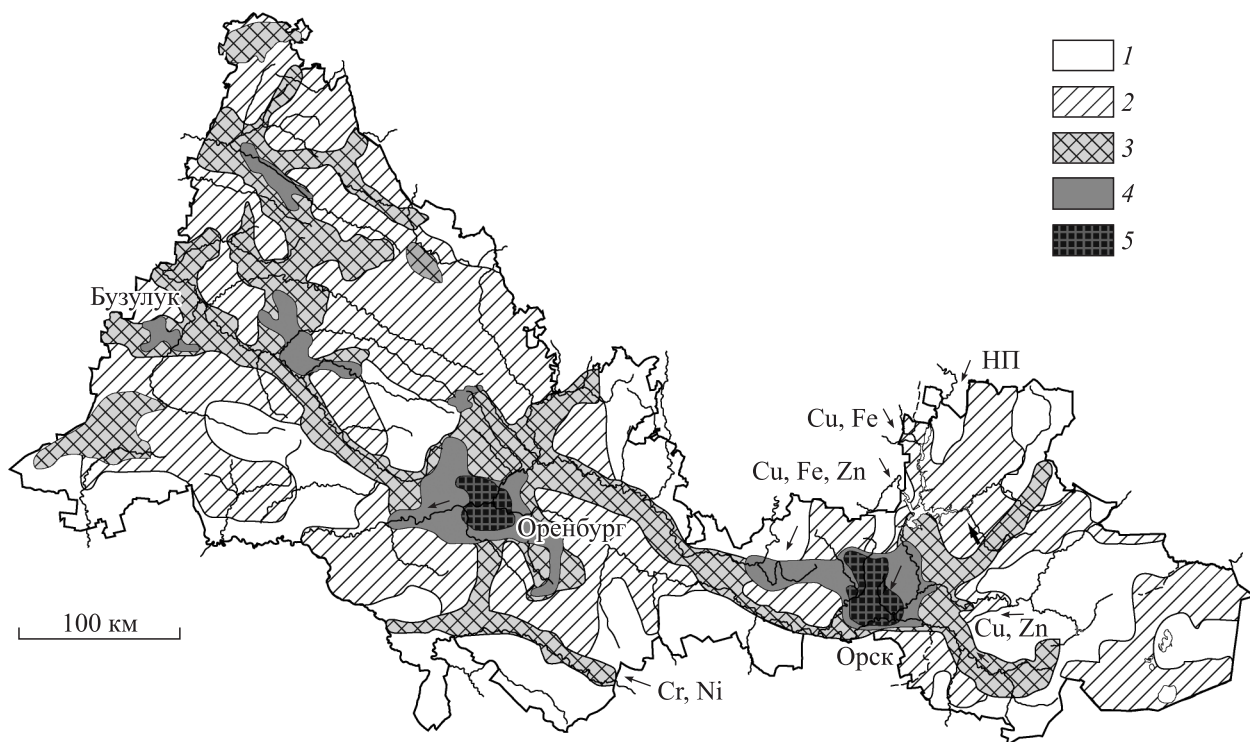 1
2
3
4
5
Бузулук
НП
Cu, Fe
Cu, Fe, Zn
Оренбург
100 км
Cu, Zn
Орск
Cr, Ni